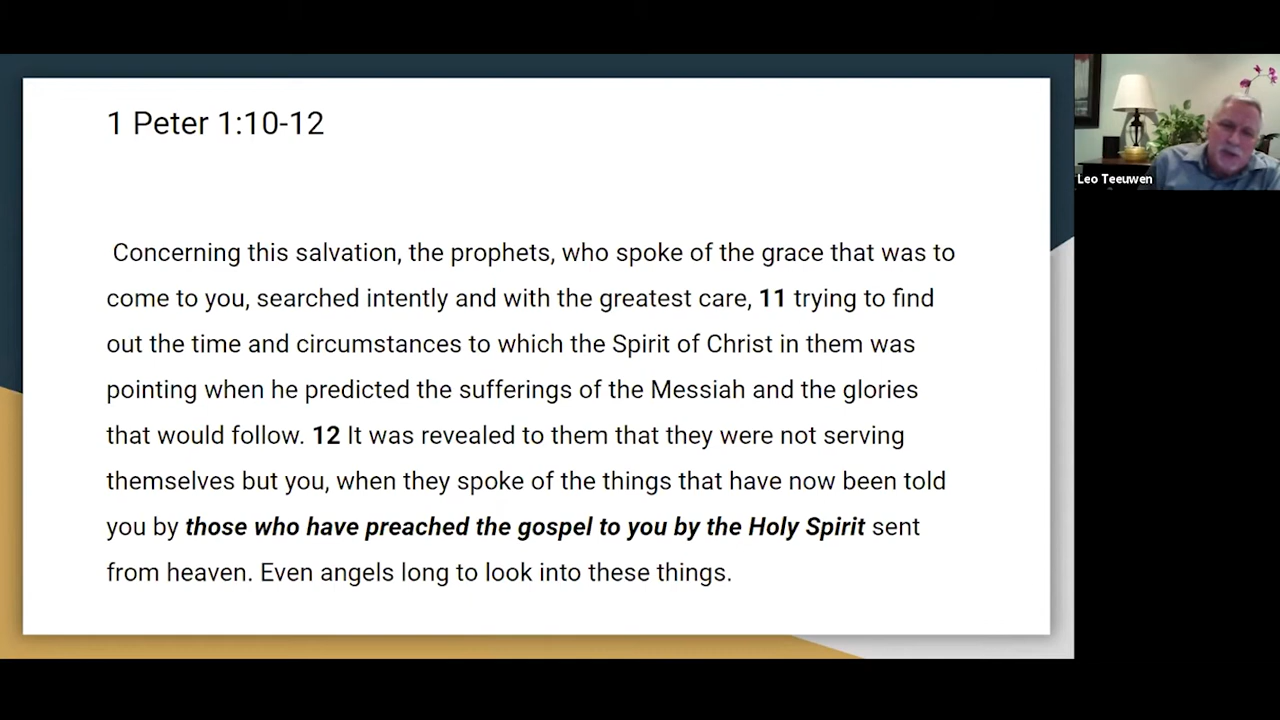 1 Peter 1:10-12
Concerning this salvation, the prophets, who spoke of the grace that was to
come to you, searched intently and with the greatest care, 11 trying to find
out the time and circumstances to which the Spirit of Christ in them was
pointing when he predicted the sufferings of the Messiah and the glories
that would follow. 12 It was revealed to them that they were not serving
themselves but you, when they spoke of the things that have now been told
you by those who have preached the gospel to you by the Holy Spirit sent
from heaven. Even angels long to look into these things.
Leo Teeuwen